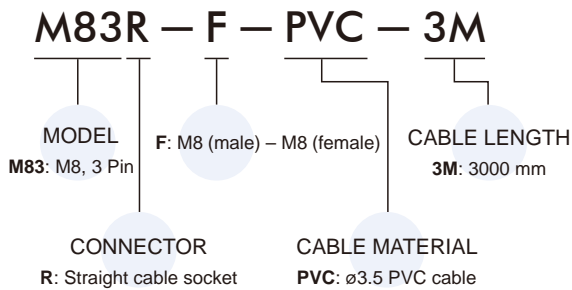 M83R – F – PVC – 3M
MODEL
M83: M8, 3 Pin
F: M8 (male) – M8 (female)
CABLE LENGTH
3M: 3000 mm
CONNECTOR
R: Straight cable socket
CABLE MATERIAL
PVC: ø3.5 PVC cable